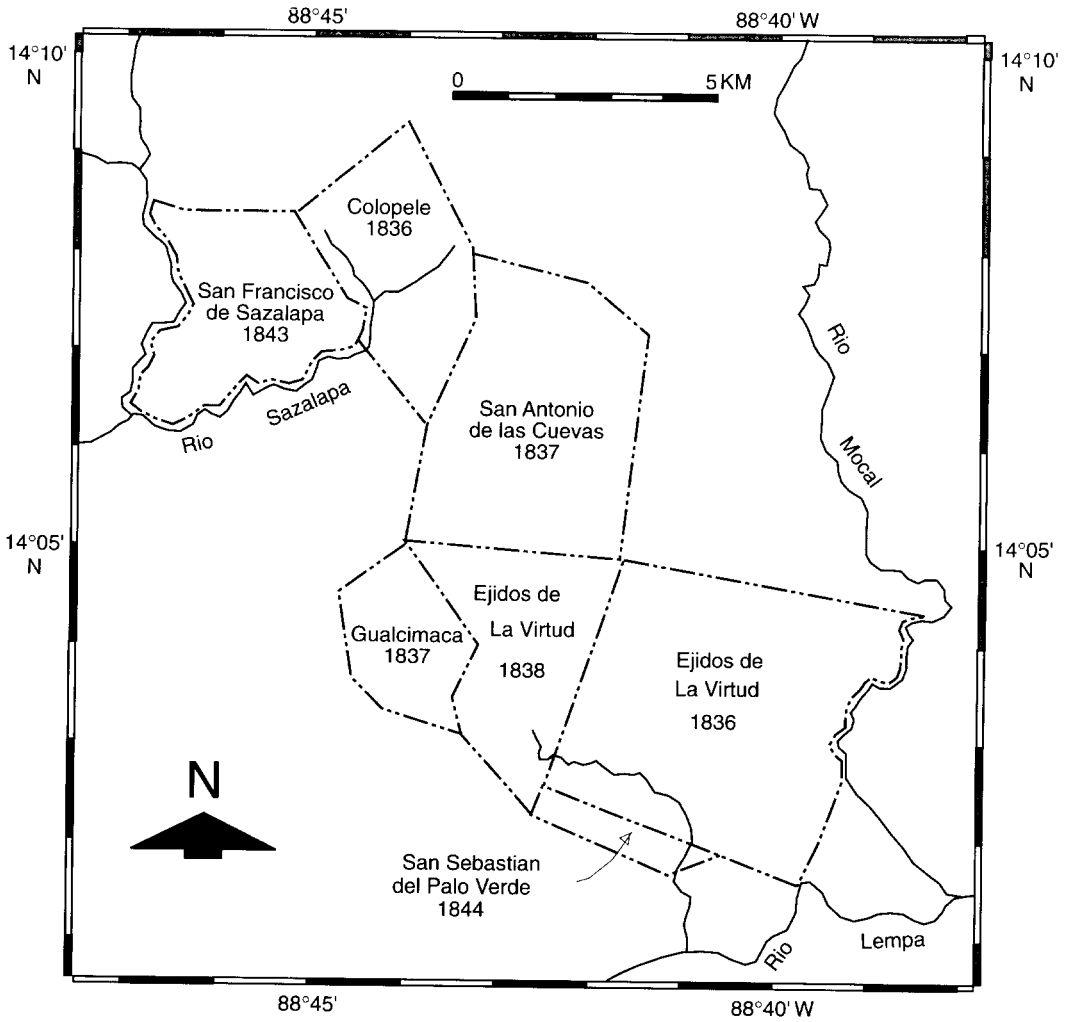 88°45'
88°40' W
14°10'
N
14°10'
N
0
5 KM
Colopele
1836
San Francisco
de Sazalapa
1843
Rio
Sazalapa
Rio
Mocal
San Antonio
de las Cuevas
1837
14°05'
N
14°05'
N
Ejidos de
La Virtud
1838
Gualcimaca
1837
Ejidos de
La Virtud
1836
N
San Sebastian
del Palo Verde
1844
Rio
Lempa
88°45'
88°40' W